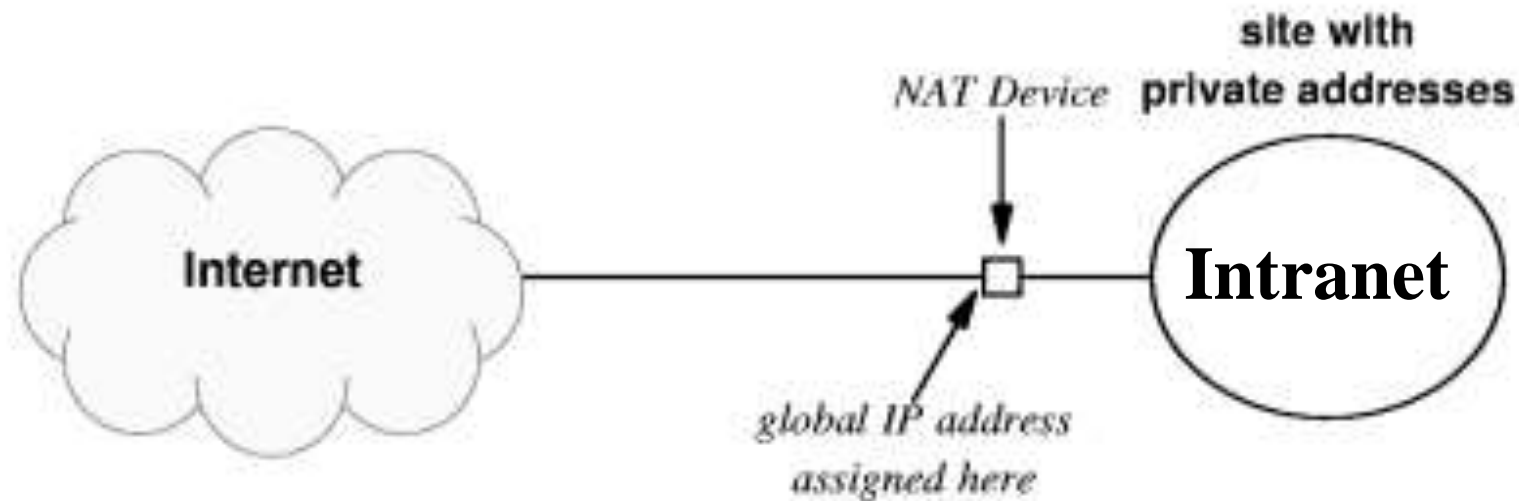 site with
private addresses
NAT Device
Internet
Intranet
global IP address
assigned here